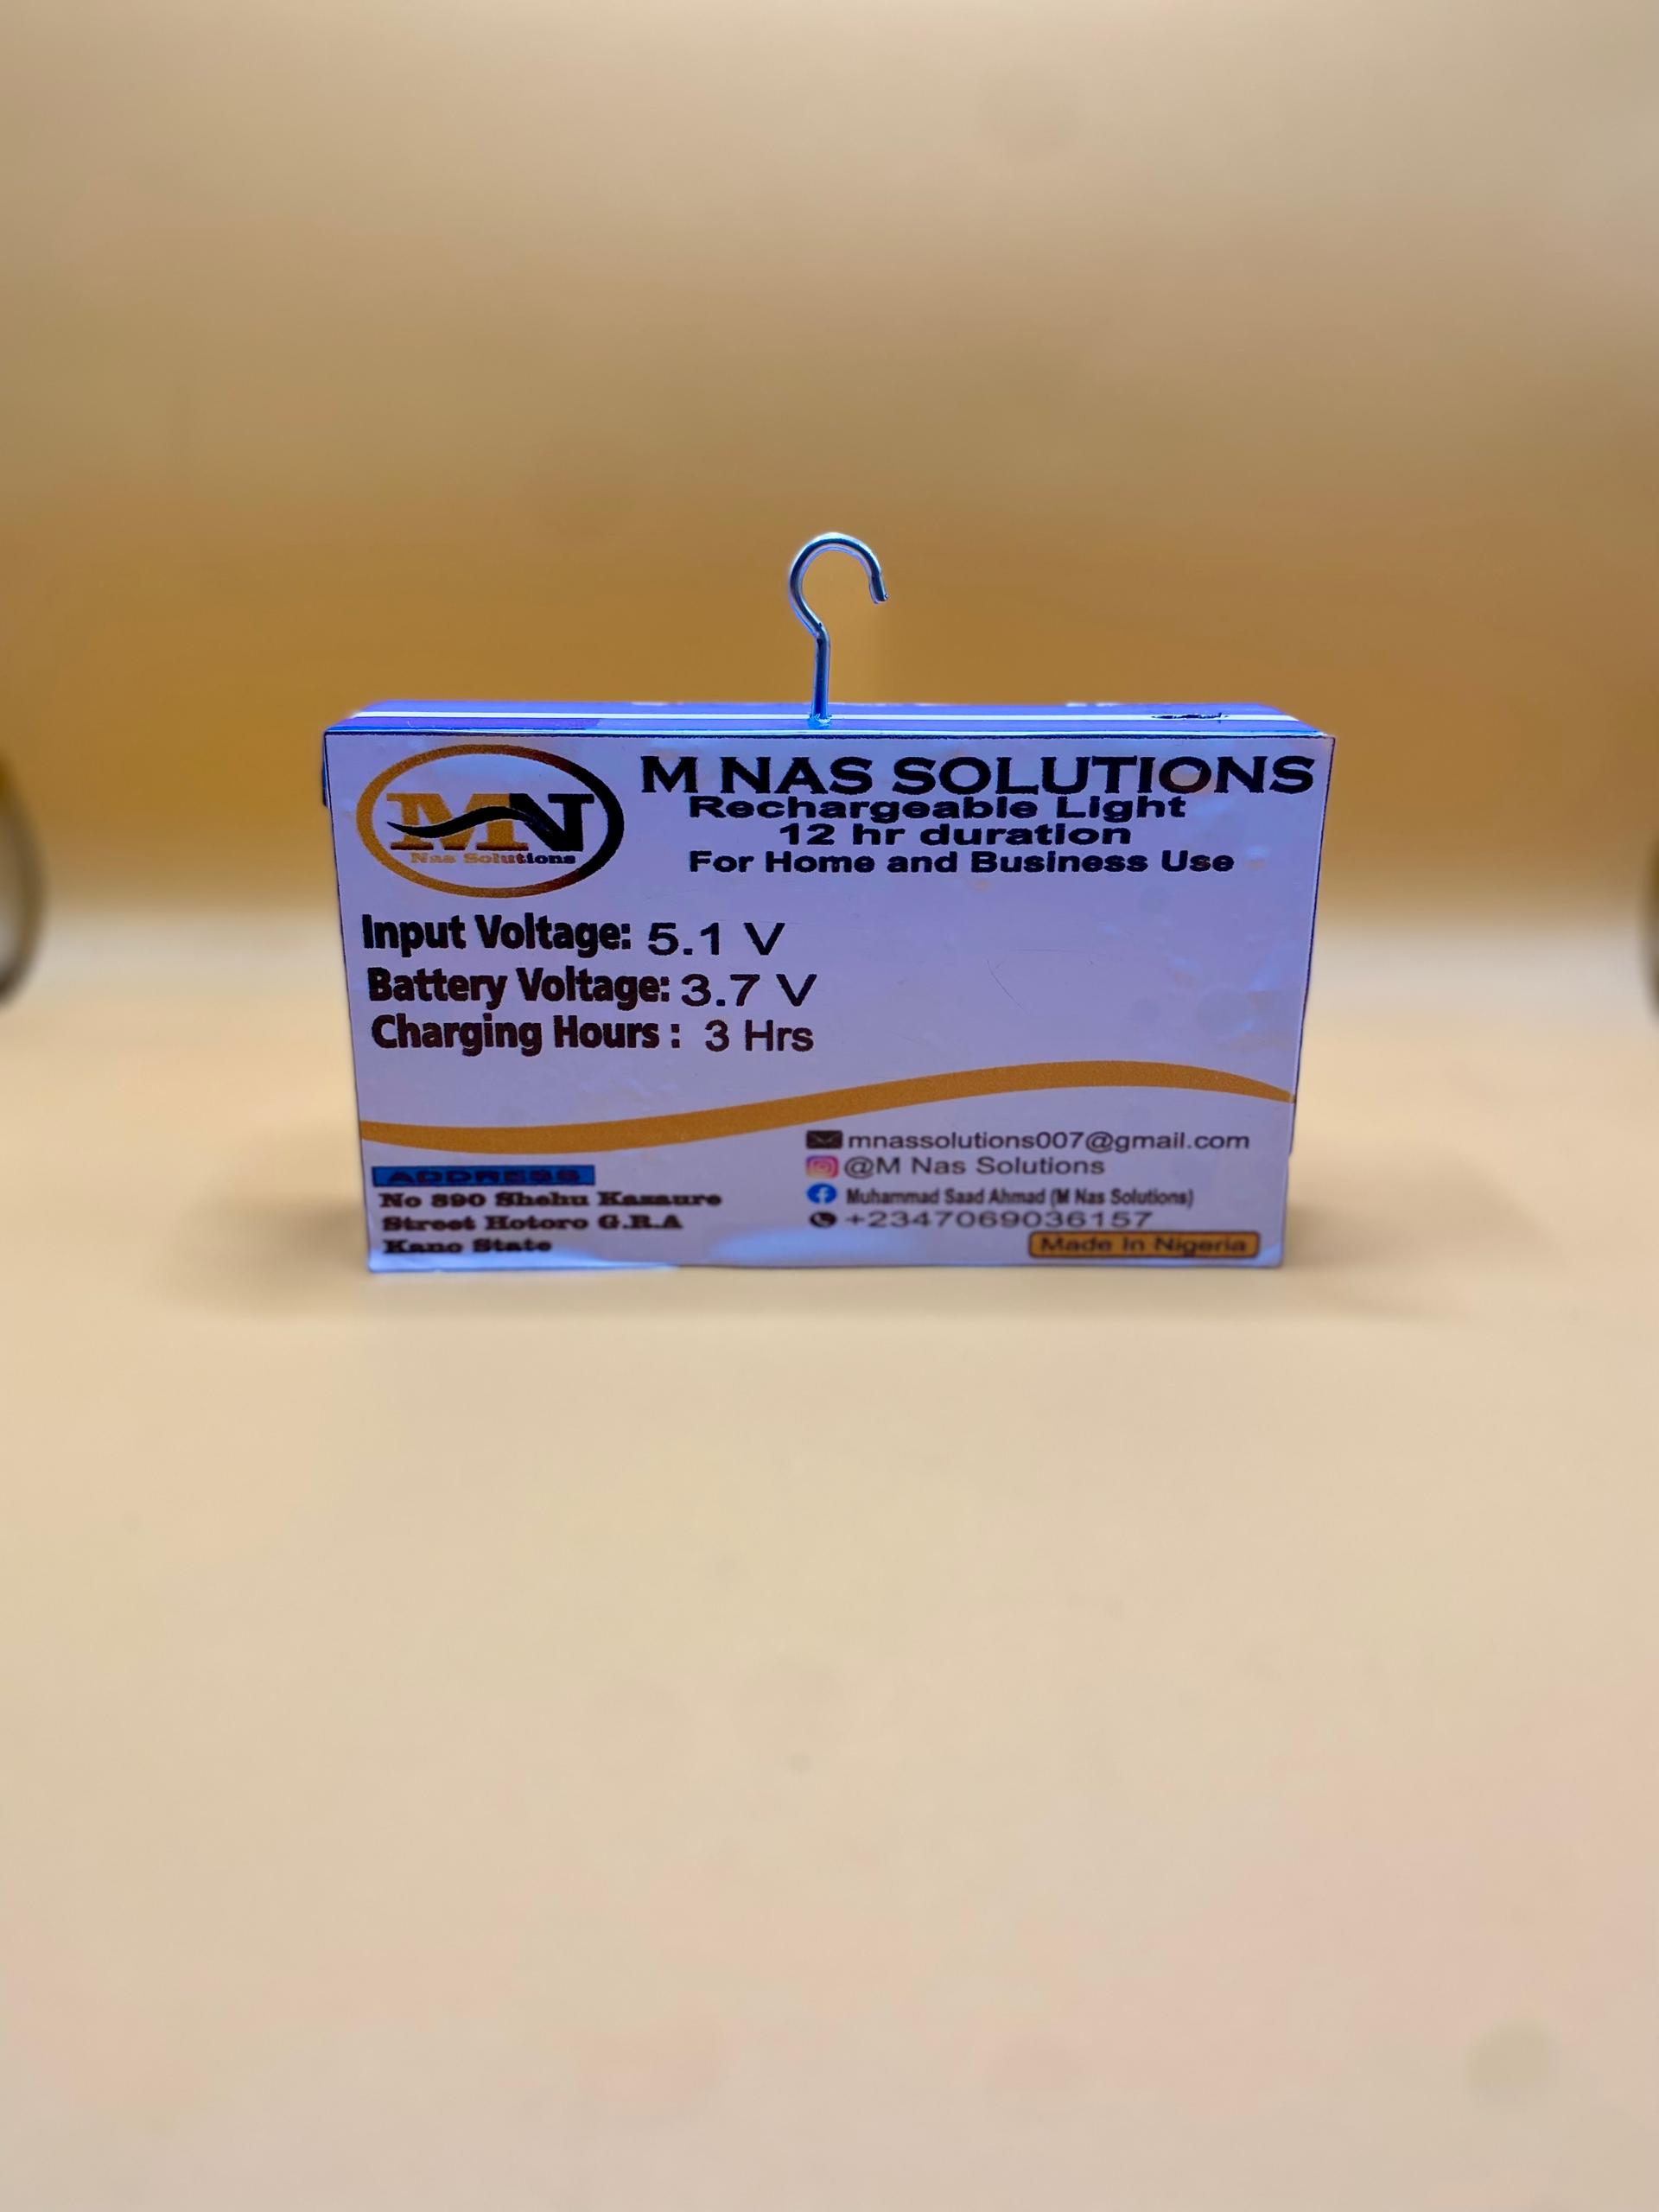 MN
Nas Solutions
M NAS SOLUTIONS
Rechargeable Light
12 hr duration
For Home and Business Use
Input Voltage: 5.1 V
Battery Voltage: 3.7 V
Charging Hours : 3 Hrs
ADDRESS
No 890 Shehu Kazaure
Street Hotoro G.R.A
Kano State
mnassolutions007@gmail.com
@M Nas Solutions
Muhammad Saad Ahmad (M Nas Solutions)
+2347069036157
Made In Nigeria